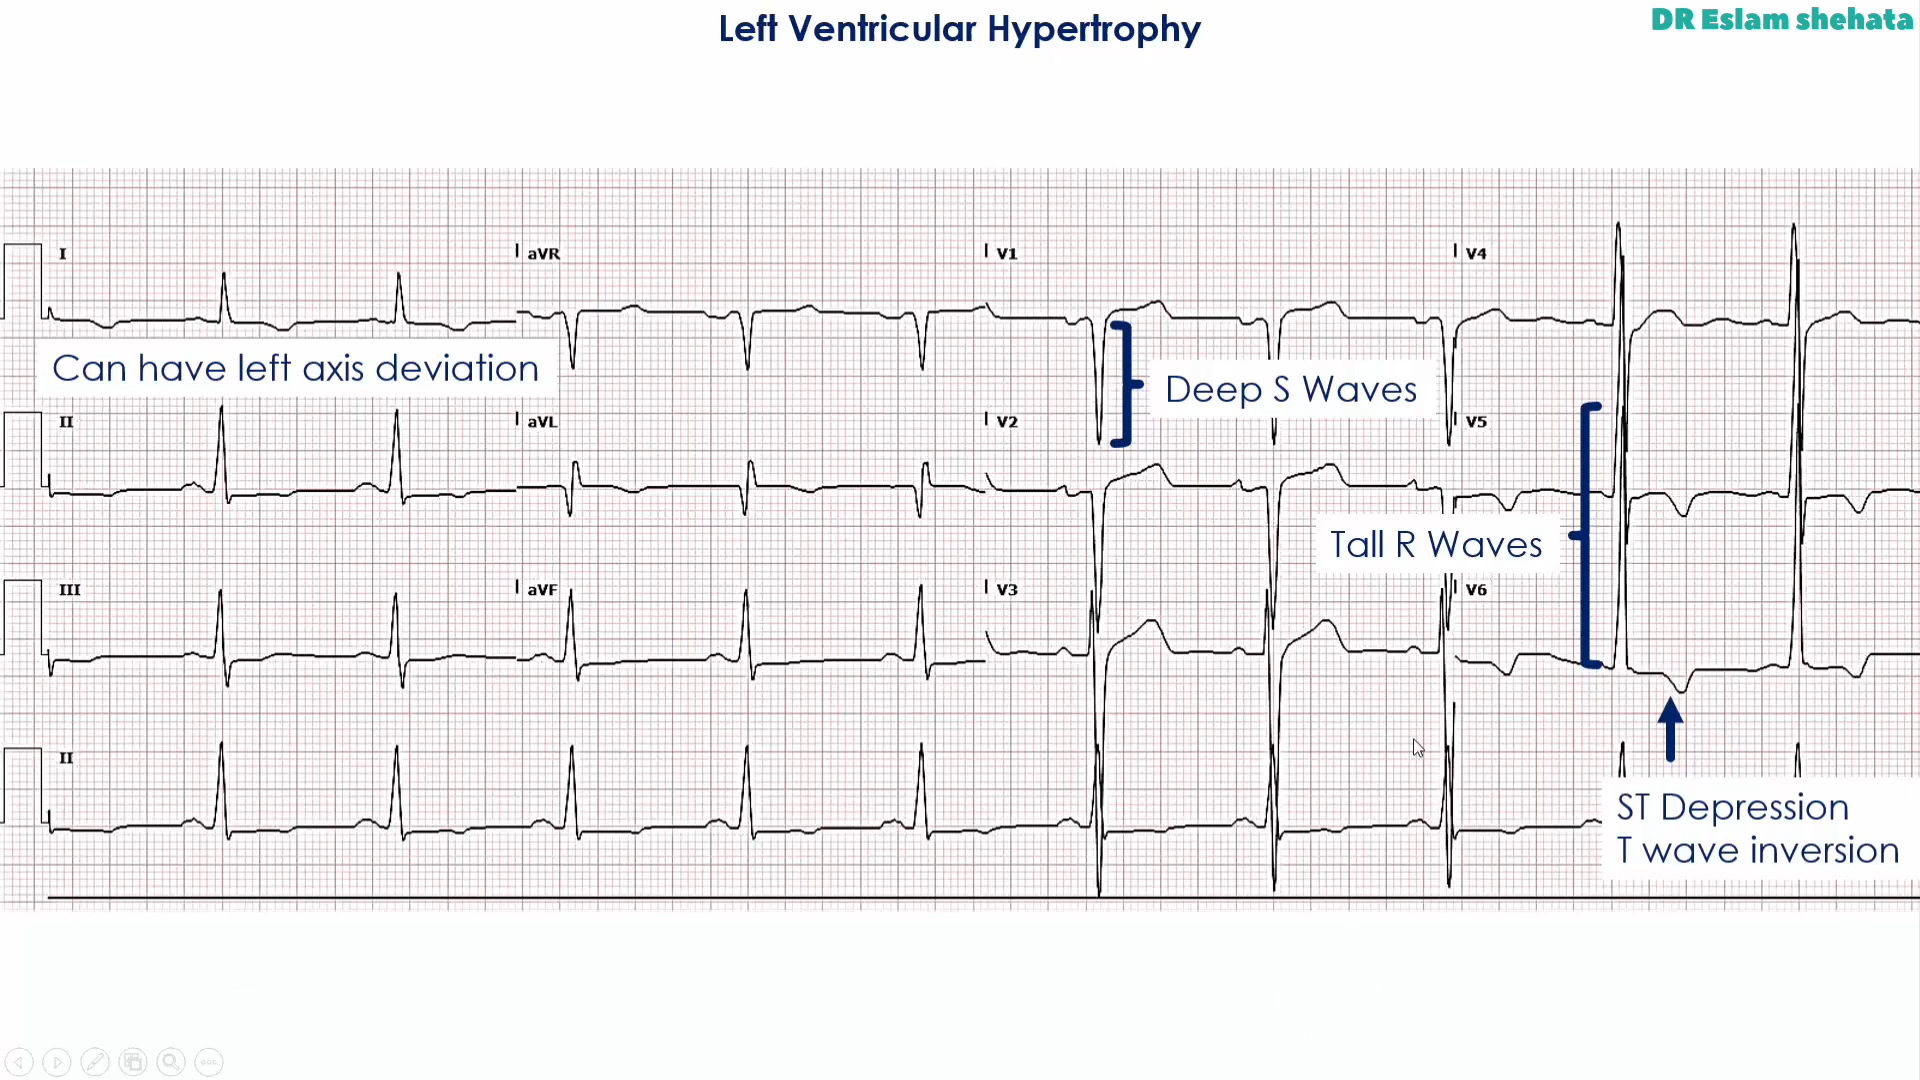 Left Ventricular Hypertrophy
DR Eslam shehata
I
aVR
V1
V4
Can have left axis deviation
Deep S Waves
II
aVL
V2
V5
Tall R Waves
III
aVF
V3
V6
II
ST Depression
T wave inversion